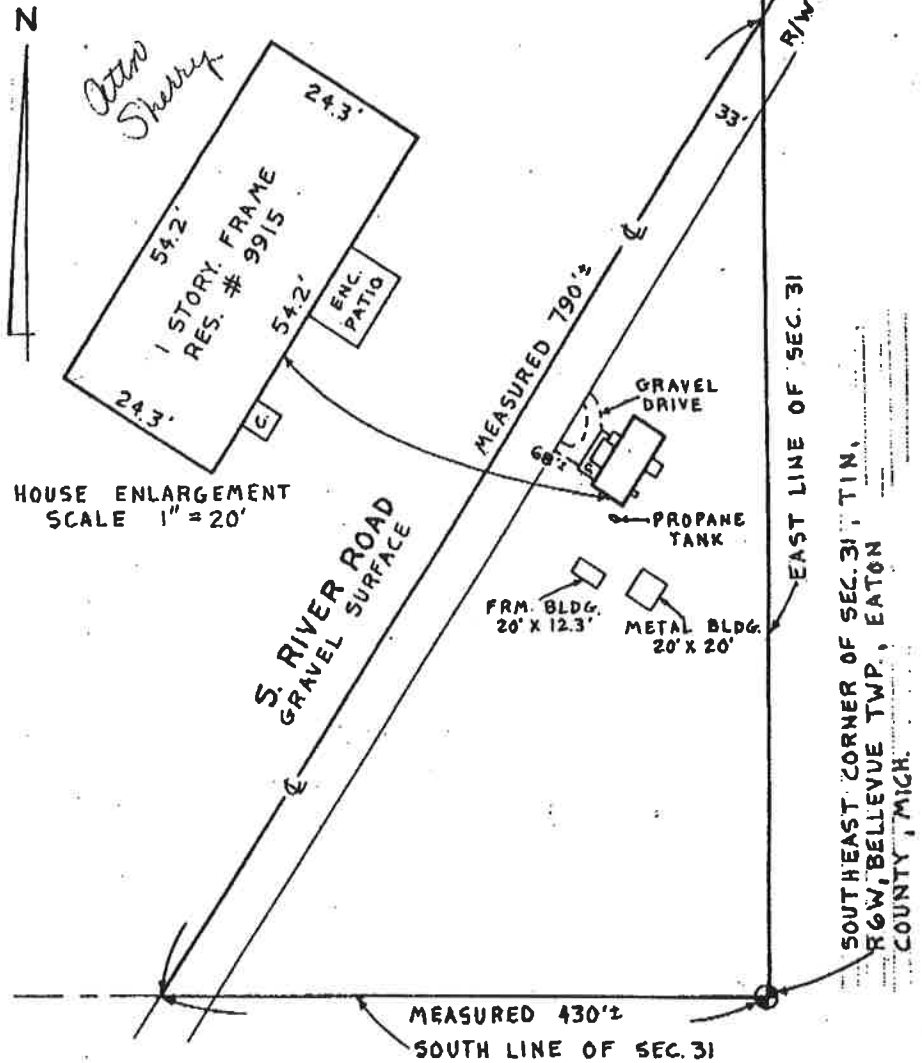 N
Attn
Sherry
24.3'
54.2'
1 STORY. FRAME
RES. # 9915
54.2'
24.3'
ENC.
PATIO
C.
HOUSE ENLARGEMENT
SCALE 1" = 20'
R/W
33'
℄
MEASURED 790'±
GRAVEL
DRIVE
68'±
P
PROPANE
TANK
FRM. BLDG.
20' X 12.3'
METAL BLDG.
20' X 20'
S. RIVER ROAD
GRAVEL SURFACE
℄
EAST LINE OF SEC. 31
SOUTHEAST CORNER OF SEC. 31, T1N,
R6W, BELLEVUE TWP., EATON
COUNTY, MICH.
MEASURED 430'±
SOUTH LINE OF SEC. 31